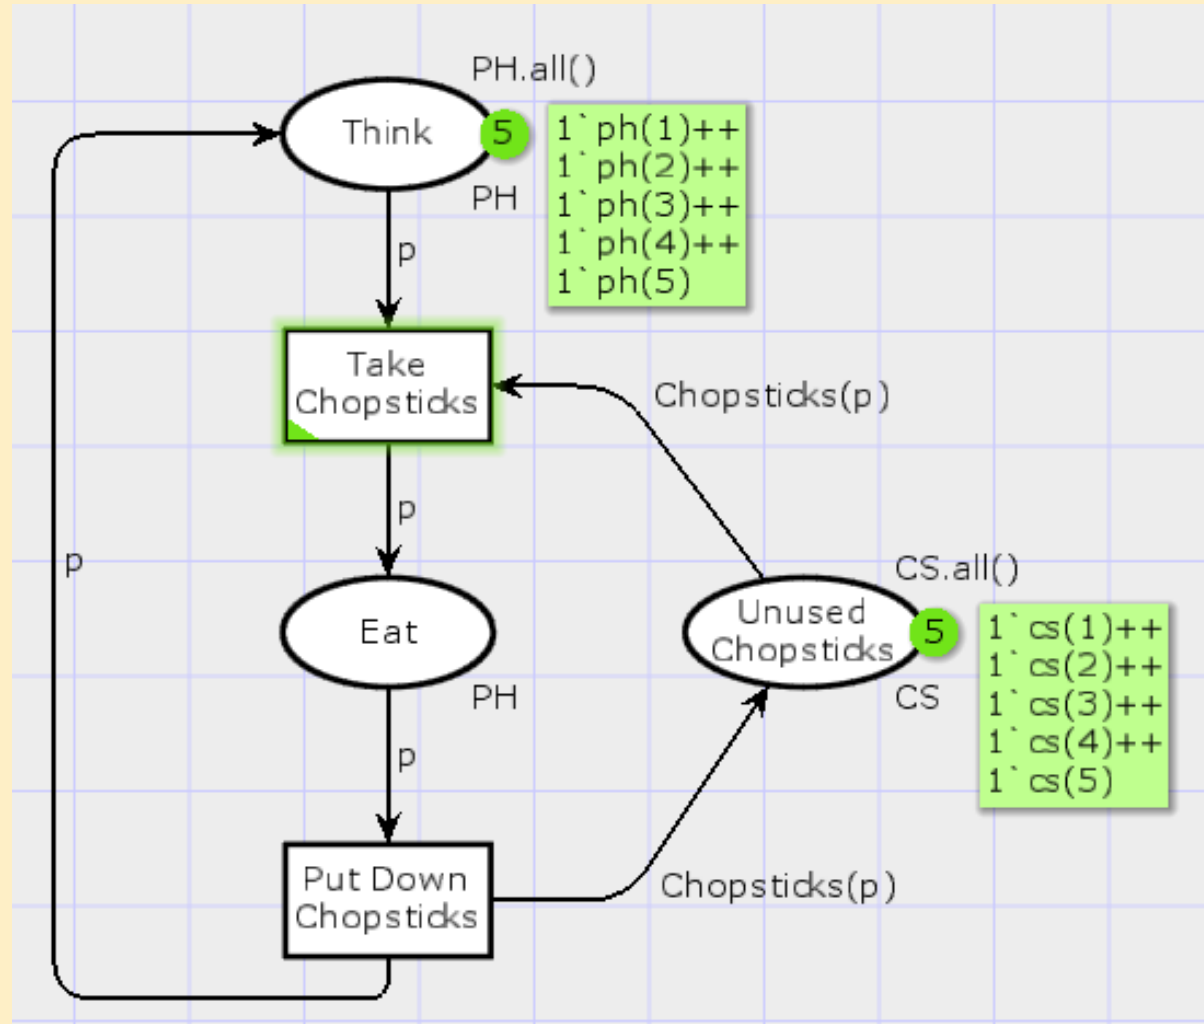 PH.all()
Think
5
1`ph(1)++
1`ph(2)++
1`ph(3)++
1`ph(4)++
1`ph(5)
PH
p
Take
Chopsticks
Chopsticks(p)
p
p
CS.all()
Eat
Unused
Chopsticks
5
1`cs(1)++
1`cs(2)++
1`cs(3)++
1`cs(4)++
1`cs(5)
PH
CS
p
Put Down
Chopsticks
Chopsticks(p)